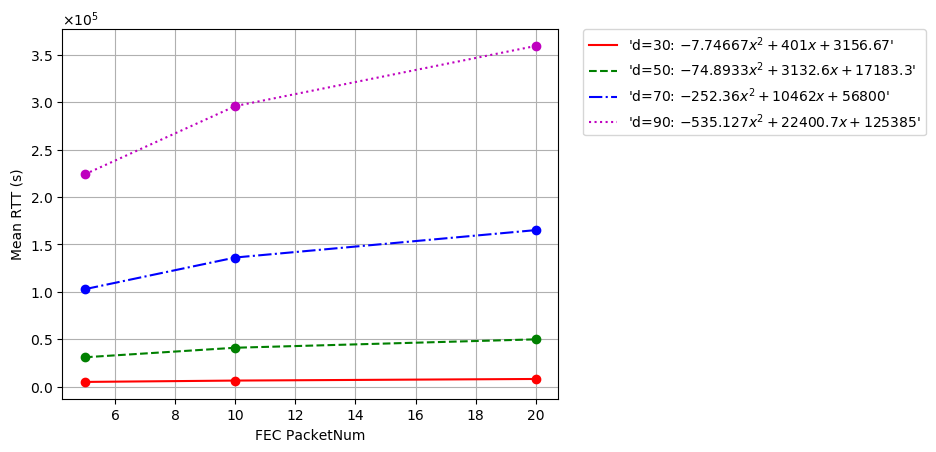 ×10⁵
3.5
3.0
2.5
2.0
1.5
1.0
0.5
0.0
Mean RTT (s)
6 8 10 12 14 16 18 20
FEC PacketNum
'd=30: −7.74667x² + 401x + 3156.67'
'd=50: −74.8933x² + 3132.6x + 17183.3'
'd=70: −252.36x² + 10462x + 56800'
'd=90: −535.127x² + 22400.7x + 125385'